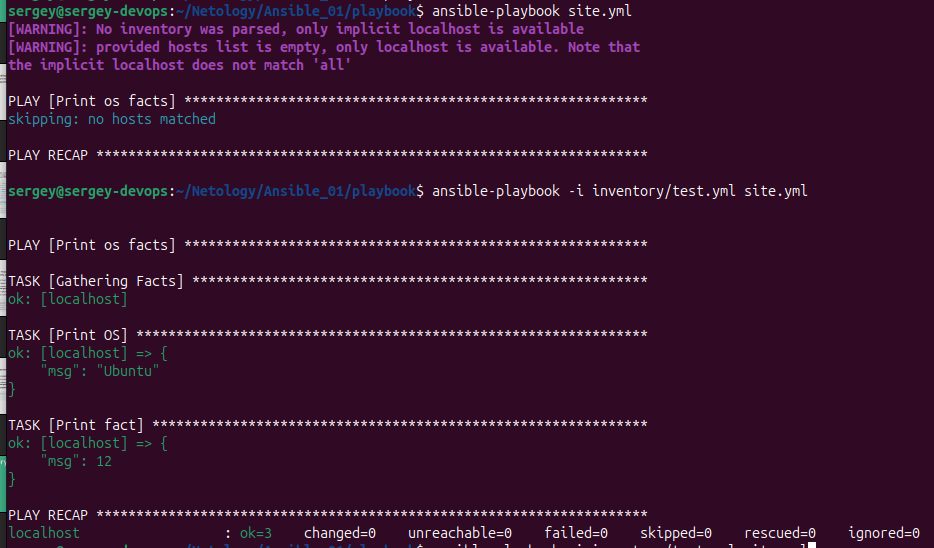 sergey@sergey-devops:~/Netology/Ansible_01/playbook$ ansible-playbook site.yml
[WARNING]: No inventory was parsed, only implicit localhost is available
[WARNING]: provided hosts list is empty, only localhost is available. Note that
the implicit localhost does not match 'all'
PLAY [Print os facts] **********************************************************
skipping: no hosts matched
PLAY RECAP *********************************************************************
sergey@sergey-devops:~/Netology/Ansible_01/playbook$ ansible-playbook -i inventory/test.yml site.yml
PLAY [Print os facts] **********************************************************
TASK [Gathering Facts] *********************************************************
ok: [localhost]
TASK [Print OS] ****************************************************************
ok: [localhost] => {
    "msg": "Ubuntu"
}
TASK [Print fact] **************************************************************
ok: [localhost] => {
    "msg": 12
}
PLAY RECAP *********************************************************************
localhost                  : ok=3    changed=0    unreachable=0    failed=0    skipped=0    rescued=0    ignored=0